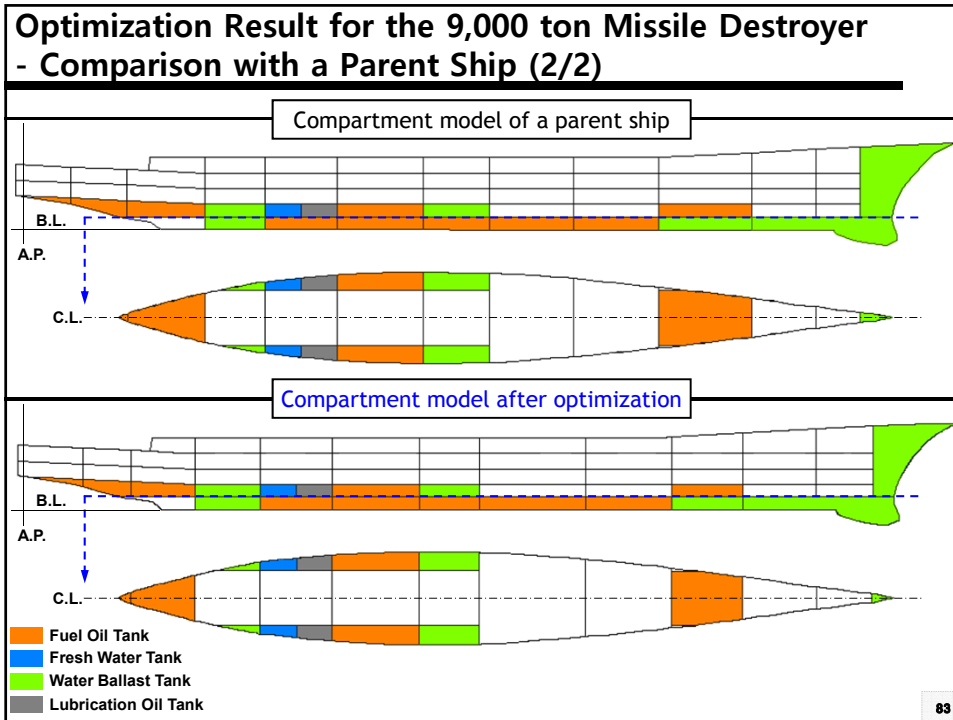 Optimization Result for the 9,000 ton Missile Destroyer
- Comparison with a Parent Ship (2/2)
Compartment model of a parent ship
B.L.
A.P.
C.L.
Compartment model after optimization
B.L.
A.P.
C.L.
Fuel Oil Tank
Fresh Water Tank
Water Ballast Tank
Lubrication Oil Tank
83